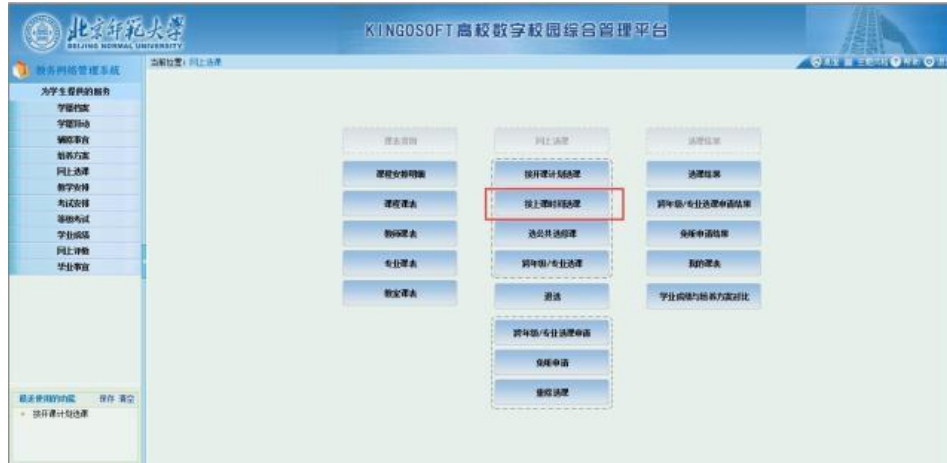 北京师范大学
BEIJING NORMAL UNIVERSITY
KINGOSOFT高校数字校园综合管理平台
教务网络管理系统
当前位置：网上选课
为学生提供的服务
学籍档案
学籍异动
辅修事宜
培养方案
网上选课
教学安排
考试安排
等级考试
学业成绩
网上评教
毕业事宜
最近使用的功能 保存 清空
按开课计划选课
课表查询
课程安排明细
课程课表
教师课表
专业课表
教室课表
网上选课
按开课计划选课
按上课时间选课
选公共选修课
跨年级/专业选课
退选
跨年级/专业选课申请
免听申请
重修选课
选课结果
选课结果
跨年级/专业选课申请结果
免听申请结果
我的课表
学业成绩与培养方案对比